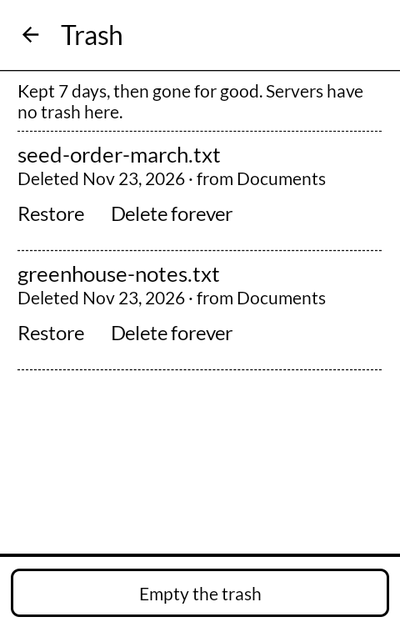 Trash
Kept 7 days, then gone for good. Servers have
no trash here.
seed-order-march.txt
Deleted Nov 23, 2026 · from Documents
Restore Delete forever
greenhouse-notes.txt
Deleted Nov 23, 2026 · from Documents
Restore Delete forever
Empty the trash